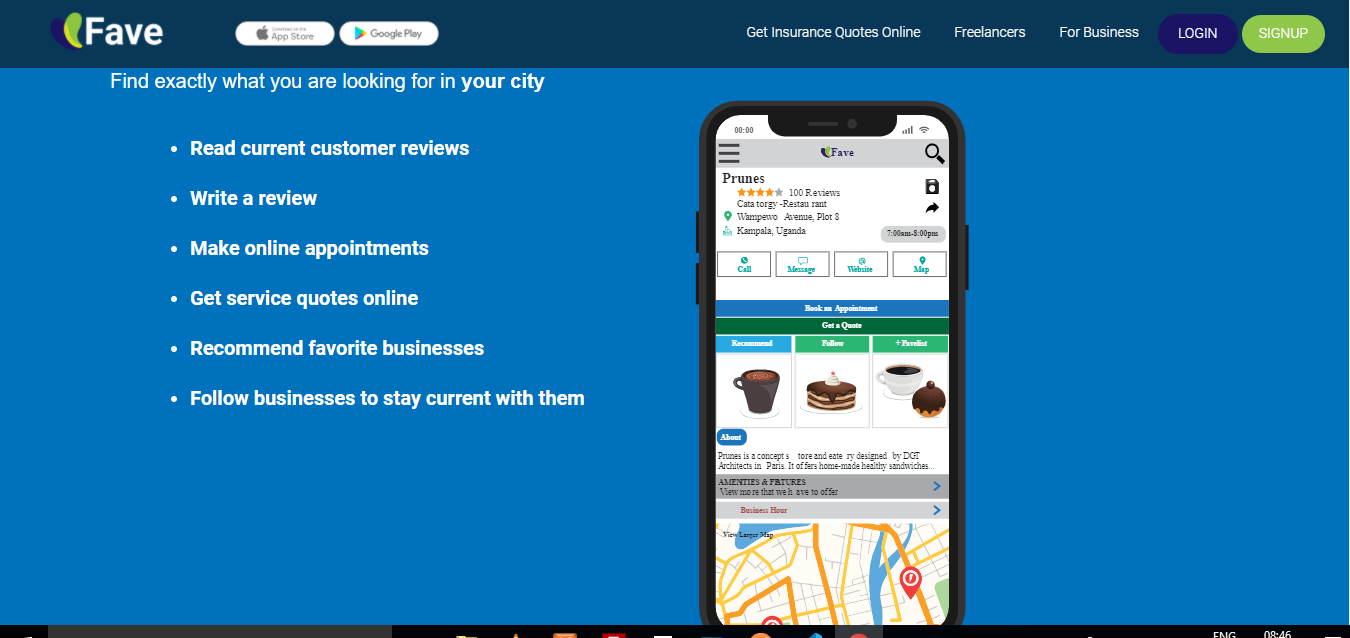 Fave
Download on the
App Store
Google Play
Get Insurance Quotes Online
Freelancers
For Business
LOGIN
SIGNUP
Find exactly what you are looking for in your city
• Read current customer reviews
• Write a review
• Make online appointments
• Get service quotes online
• Recommend favorite businesses
• Follow businesses to stay current with them
00:00
Fave
Prunes
100 Reviews
Cata torgy -Restau rant
Wampewo Avenue, Plot 8
Kampala, Uganda
7:00am-8:00pm
Call
Message
Website
Map
Book an Appointment
Get a Quote
Recommend
Follow
+ Favelist
About
Prunes is a concept s tore and eate ry designed by DGT
Architects in Paris. It of fers home-made healthy sandwiches...
View more that we h ave to offer
Business Hour
View Larger Map
ENG
08:46